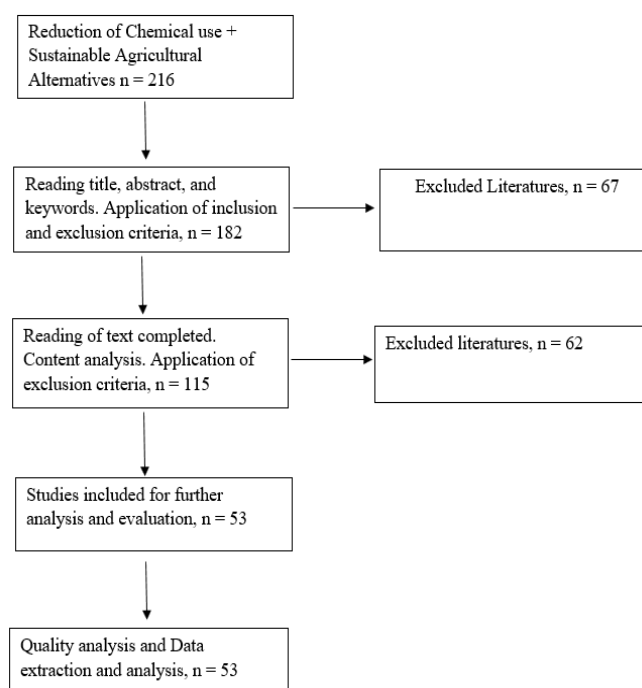 Reduction of Chemical use +
Sustainable Agricultural
Alternatives n = 216
Reading title, abstract, and
keywords. Application of inclusion
and exclusion criteria, n = 182
Excluded Literatures, n = 67
Reading of text completed.
Content analysis. Application of
exclusion criteria, n = 115
Excluded literatures, n = 62
Studies included for further
analysis and evaluation, n = 53
Quality analysis and Data
extraction and analysis, n = 53